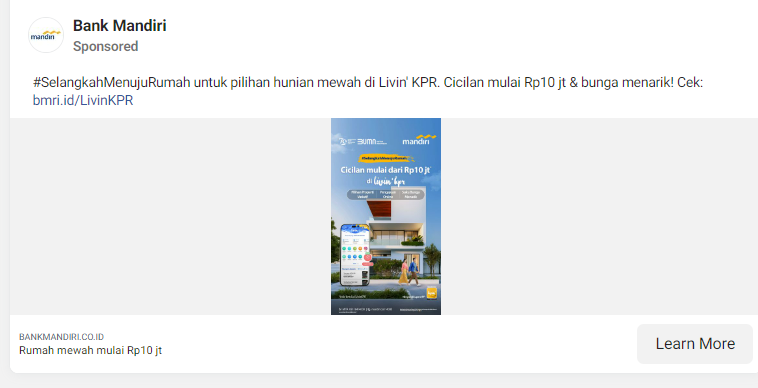 mandiri
Bank Mandiri
Sponsored
#SelangkahMenujuRumah untuk pilihan hunian mewah di Livin' KPR. Cicilan mulai Rp10 jt & bunga menarik! Cek:
bmri.id/LivinKPR
BUMN
mandiri
Cicilan mulai dari Rp10 jt
di livin' kpr
BANKMANDIRI.CO.ID
Rumah mewah mulai Rp10 jt
Learn More